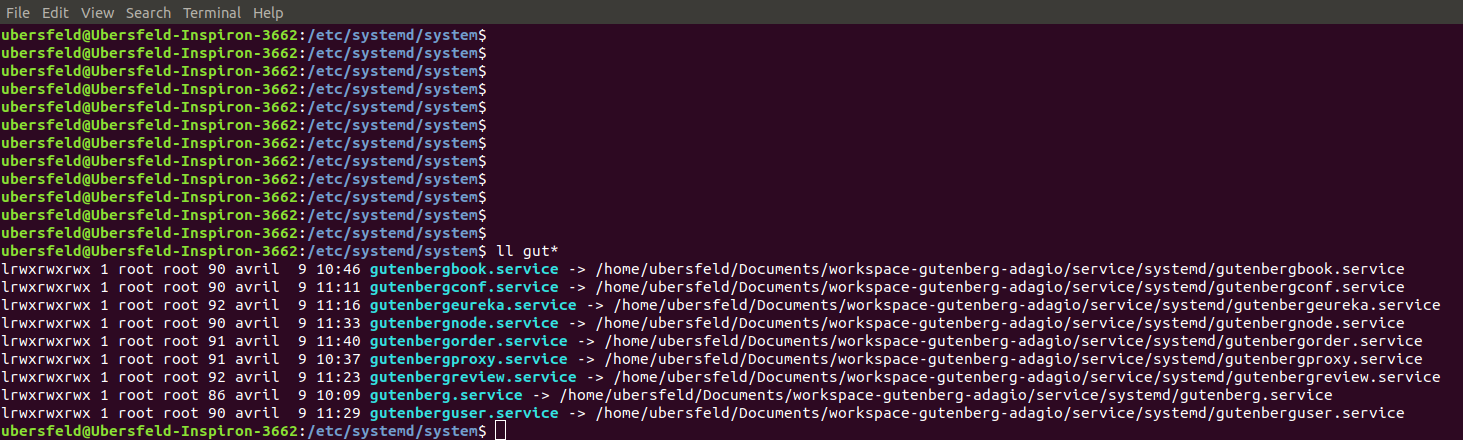 File Edit View Search Terminal Help
ubersfeld@Ubersfeld-Inspiron-3662:/etc/systemd/system$
ubersfeld@Ubersfeld-Inspiron-3662:/etc/systemd/system$
ubersfeld@Ubersfeld-Inspiron-3662:/etc/systemd/system$
ubersfeld@Ubersfeld-Inspiron-3662:/etc/systemd/system$
ubersfeld@Ubersfeld-Inspiron-3662:/etc/systemd/system$
ubersfeld@Ubersfeld-Inspiron-3662:/etc/systemd/system$
ubersfeld@Ubersfeld-Inspiron-3662:/etc/systemd/system$
ubersfeld@Ubersfeld-Inspiron-3662:/etc/systemd/system$
ubersfeld@Ubersfeld-Inspiron-3662:/etc/systemd/system$
ubersfeld@Ubersfeld-Inspiron-3662:/etc/systemd/system$
ubersfeld@Ubersfeld-Inspiron-3662:/etc/systemd/system$
ubersfeld@Ubersfeld-Inspiron-3662:/etc/systemd/system$
ubersfeld@Ubersfeld-Inspiron-3662:/etc/systemd/system$ ll gut*
lrwxrwxrwx 1 root root 90 avril  9 10:46 gutenbergbook.service -> /home/ubersfeld/Documents/workspace-gutenberg-adagio/service/systemd/gutenbergbook.service
lrwxrwxrwx 1 root root 90 avril  9 11:11 gutenbergconf.service -> /home/ubersfeld/Documents/workspace-gutenberg-adagio/service/systemd/gutenbergconf.service
lrwxrwxrwx 1 root root 92 avril  9 11:16 gutenbergeureka.service -> /home/ubersfeld/Documents/workspace-gutenberg-adagio/service/systemd/gutenbergeureka.service
lrwxrwxrwx 1 root root 90 avril  9 11:33 gutenbergnode.service -> /home/ubersfeld/Documents/workspace-gutenberg-adagio/service/systemd/gutenbergnode.service
lrwxrwxrwx 1 root root 91 avril  9 11:40 gutenbergorder.service -> /home/ubersfeld/Documents/workspace-gutenberg-adagio/service/systemd/gutenbergorder.service
lrwxrwxrwx 1 root root 91 avril  9 10:37 gutenbergproxy.service -> /home/ubersfeld/Documents/workspace-gutenberg-adagio/service/systemd/gutenbergproxy.service
lrwxrwxrwx 1 root root 92 avril  9 11:23 gutenbergreview.service -> /home/ubersfeld/Documents/workspace-gutenberg-adagio/service/systemd/gutenbergreview.service
lrwxrwxrwx 1 root root 86 avril  9 10:09 gutenberg.service -> /home/ubersfeld/Documents/workspace-gutenberg-adagio/service/systemd/gutenberg.service
lrwxrwxrwx 1 root root 90 avril  9 11:29 gutenberguser.service -> /home/ubersfeld/Documents/workspace-gutenberg-adagio/service/systemd/gutenberguser.service
ubersfeld@Ubersfeld-Inspiron-3662:/etc/systemd/system$